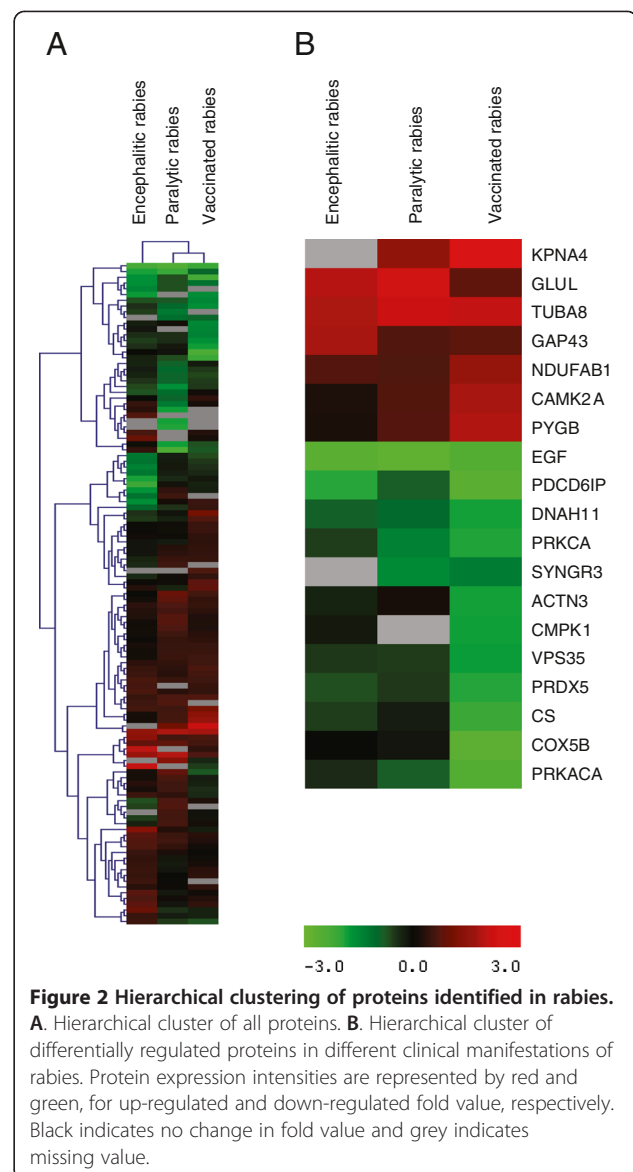 A
B
Encephalitic rabies
Paralytic rabies
Vaccinated rabies
Encephalitic rabies
Paralytic rabies
Vaccinated rabies
KPNA4
GLUL
TUBA8
GAP43
NDUFAB1
CAMK2A
PYGB
EGF
PDCD6IP
DNAH11
PRKCA
SYNGR3
ACTN3
CMPK1
VPS35
PRDX5
CS
COX5B
PRKACA
-3.0 0.0 3.0
Figure 2 Hierarchical clustering of proteins identified in rabies.
A. Hierarchical cluster of all proteins. B. Hierarchical cluster of
differentially regulated proteins in different clinical manifestations of
rabies. Protein expression intensities are represented by red and
green, for up-regulated and down-regulated fold value, respectively.
Black indicates no change in fold value and grey indicates
missing value.